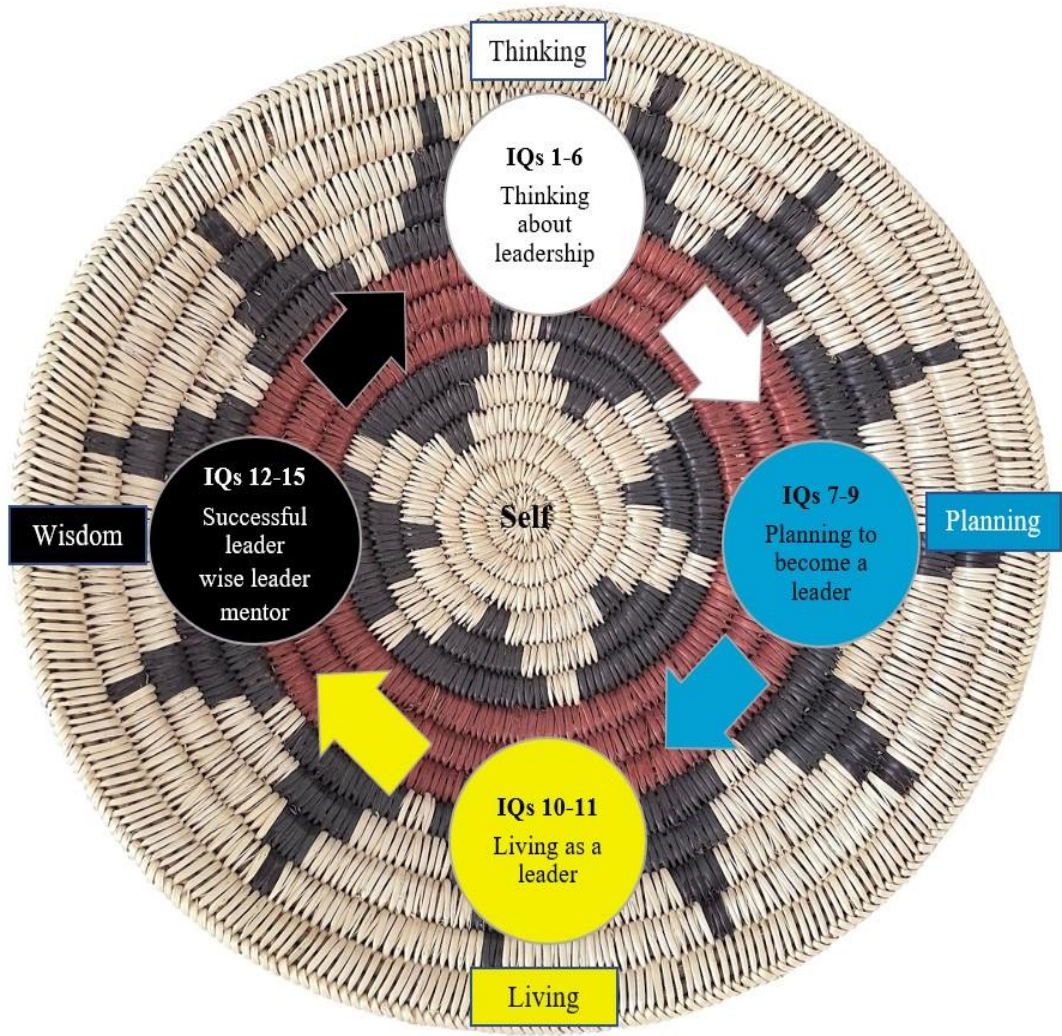 Thinking
IQs 1-6
Thinking
about
leadership
IQs 7-9
Planning to
become a
leader
Planning
IQs 10-11
Living as a
leader
Living
IQs 12-15
Successful
leader
wise leader
mentor
Wisdom
Self